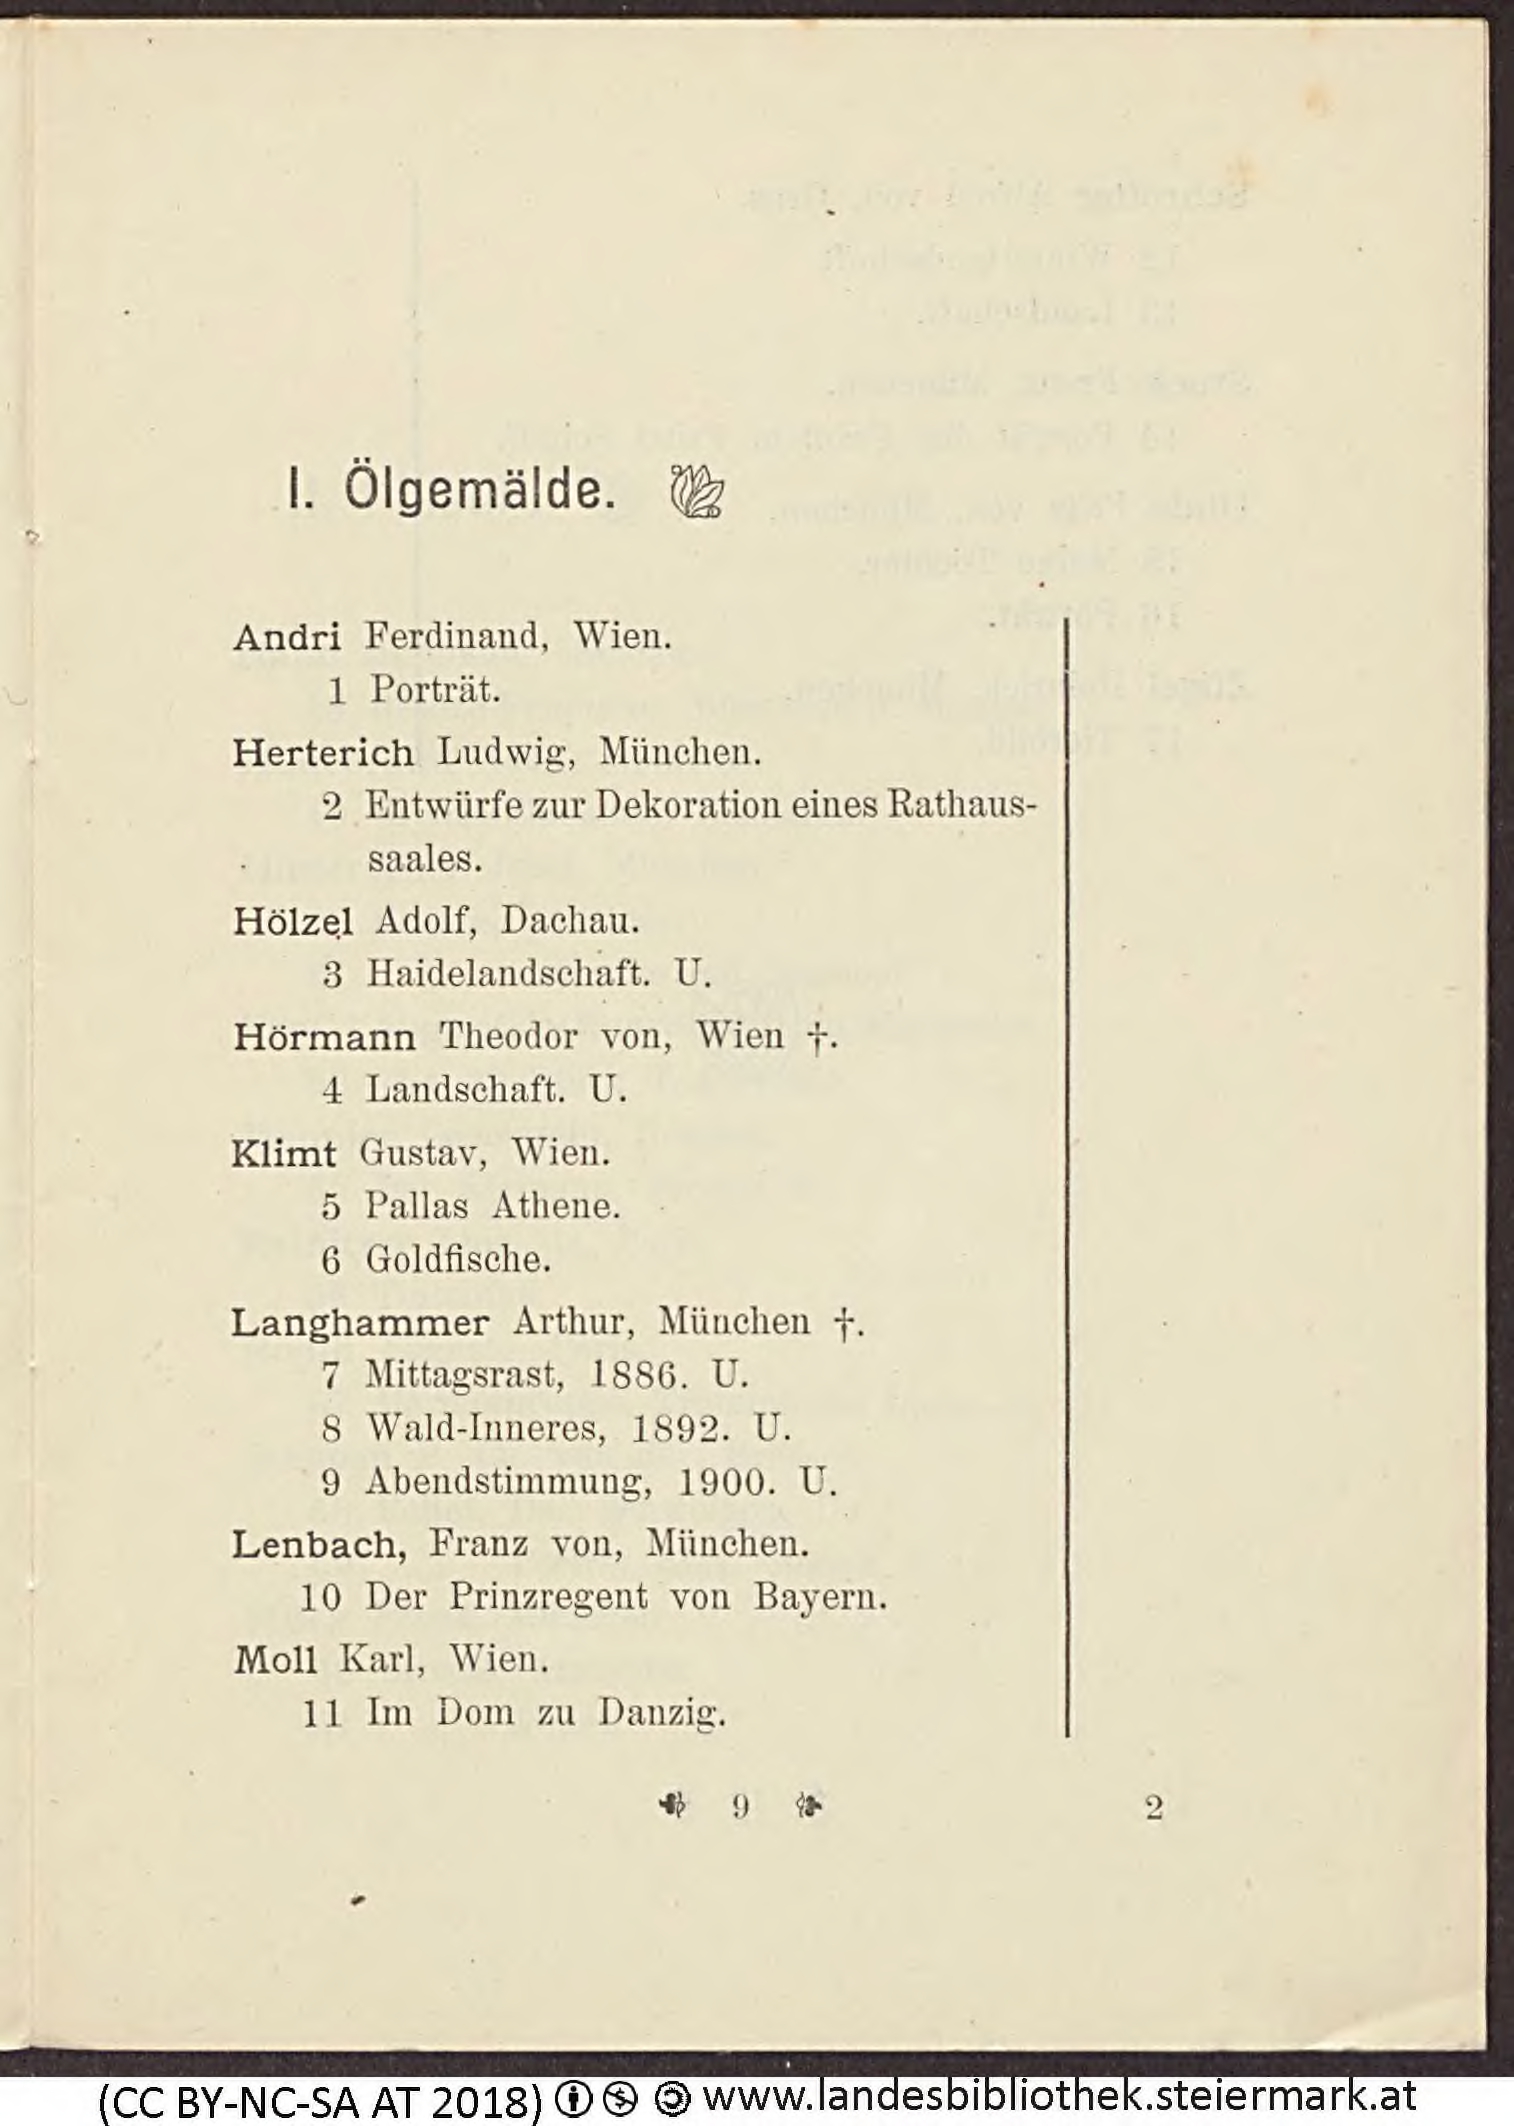 I. Ölgemälde.
Andri Ferdinand, Wien.
1 Porträt.
Herterich Ludwig, München.
2 Entwürfe zur Dekoration eines Rathaus-
saales.
Hölzel Adolf, Dachau.
3 Haidelandschaft. U.
Hörmann Theodor von, Wien †.
4 Landschaft. U.
Klimt Gustav, Wien.
5 Pallas Athene.
6 Goldfische.
Langhammer Arthur, München †.
7 Mittagsrast, 1886. U.
8 Wald-Inneres, 1892. U.
9 Abendstimmung, 1900. U.
Lenbach, Franz von, München.
10 Der Prinzregent von Bayern.
Moll Karl, Wien.
11 Im Dom zu Danzig.
9 2
(CC BY-NC-SA AT 2018) www.landesbibliothek.steiermark.at